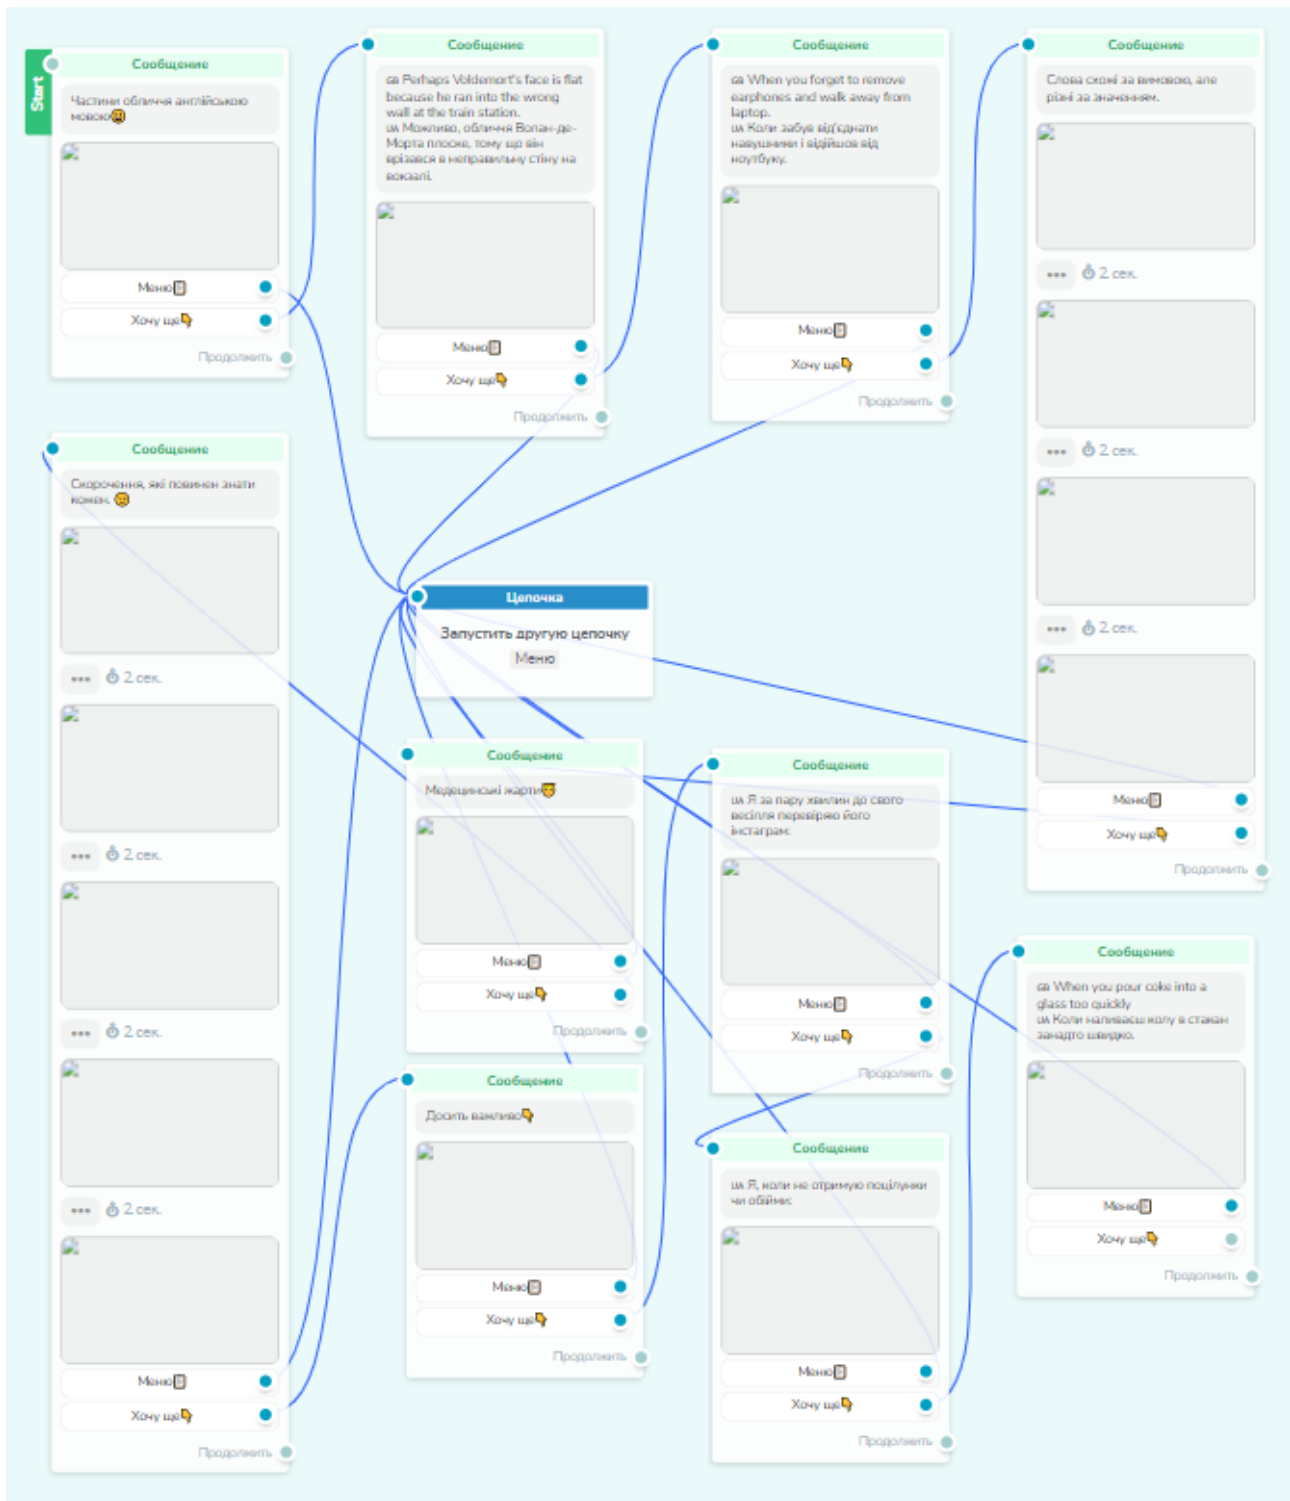 Start
Сообщение
Частини обличчя англійською
мовою😃
Меню📋
Хочу ще👇
Продолжить
Сообщение
GB Perhaps Voldemort's face is flat
because he ran into the wrong
wall at the train station.
UA Можливо, обличчя Волан-де-
Морта плоске, тому що він
врізався в неправильну стіну на
вокзалі.
Меню📋
Хочу ще👇
Продолжить
Сообщение
GB When you forget to remove
earphones and walk away from
laptop.
UA Коли забув від'єднати
навушники і відійшов від
ноутбуку.
Меню📋
Хочу ще👇
Продолжить
Сообщение
Слова схожі за вимовою, але
різні за значенням.
2 сек.
2 сек.
2 сек.
Меню📋
Хочу ще👇
Продолжить
Сообщение
Скорочення, які повинен знати
кожен.
2 сек.
2 сек.
2 сек.
2 сек.
Меню📋
Хочу ще👇
Продолжить
Цепочка
Запустить другую цепочку
Меню
Сообщение
Медецинські жарти😇
Меню📋
Хочу ще👇
Продолжить
Сообщение
Досить важливо👇
Меню📋
Хочу ще👇
Продолжить
Сообщение
UA Я за пару хвилин до свого
весілля перевіряю його
інстаграм:
Меню📋
Хочу ще👇
Продолжить
Сообщение
UA Я, коли не отримую поцілунки
чи обійми:
Меню📋
Хочу ще👇
Продолжить
Сообщение
GB When you pour coke into a
glass too quickly
UA Коли наливаєш колу в стакан
занадто швидко.
Меню📋
Хочу ще👇
Продолжить